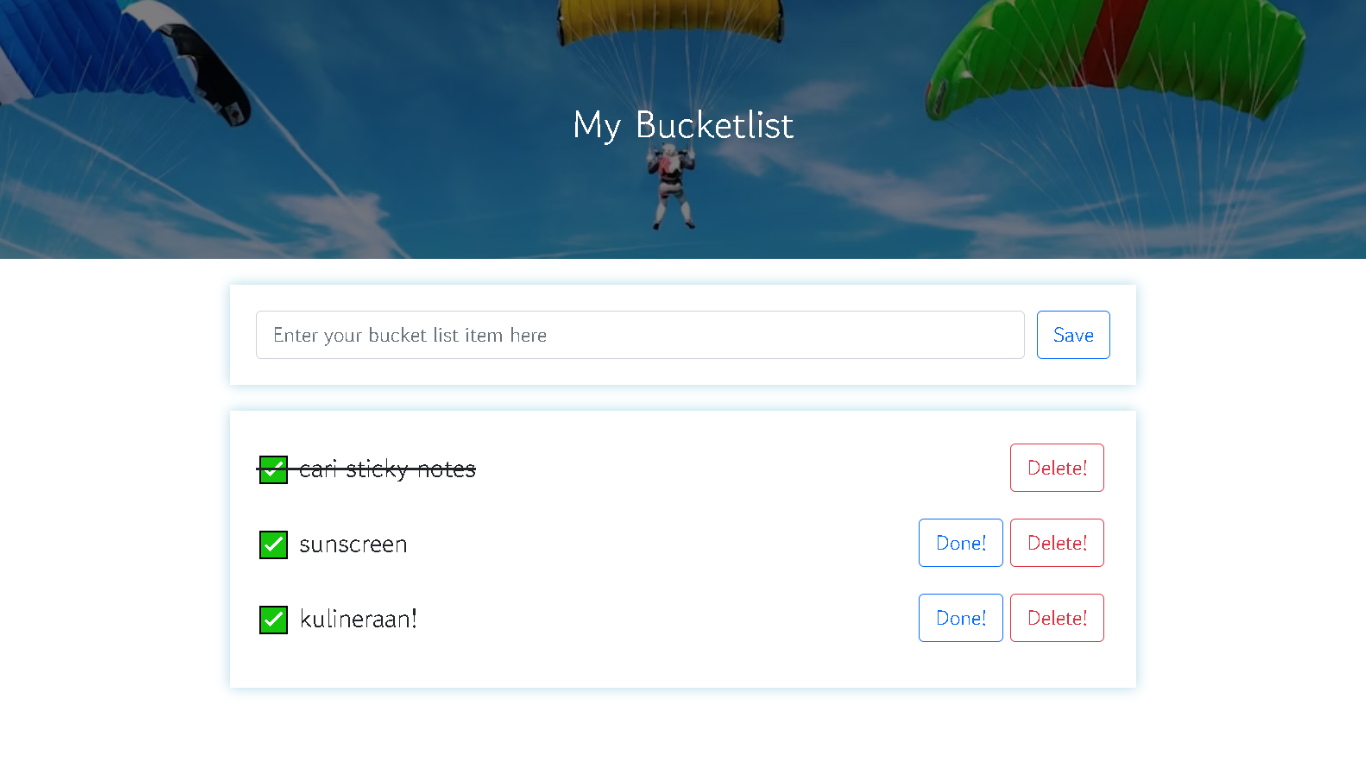 My Bucketlist
Enter your bucket list item here
Save
✅ cari sticky notes
Delete!
✅ sunscreen
Done!
Delete!
✅ kulineraan!
Done!
Delete!